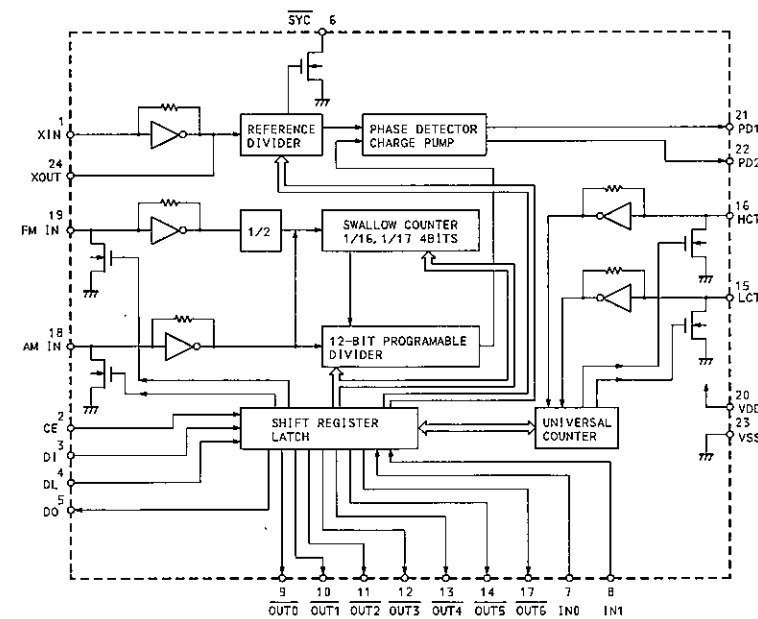 SYC 6
1
XIN
24
XOUT
REFERENCE
DIVIDER
PHASE DETECTOR
CHARGE PUMP
21
PD1
22
PD2
19
FM IN
1/2
SWALLOW COUNTER
1/16, 1/17 4BITS
16
HCT
15
LCT
18
AM IN
12-BIT PROGRAMABLE
DIVIDER
20
VDD
23
VSS
2
CE
3
DI
4
DL
5
DO
SHIFT REGISTER
LATCH
UNIVERSAL
COUNTER
9 10 11 12 13 14 17 7 8
OUT0 OUT1 OUT2 OUT3 OUT4 OUT5 OUT6 IN0 IN1